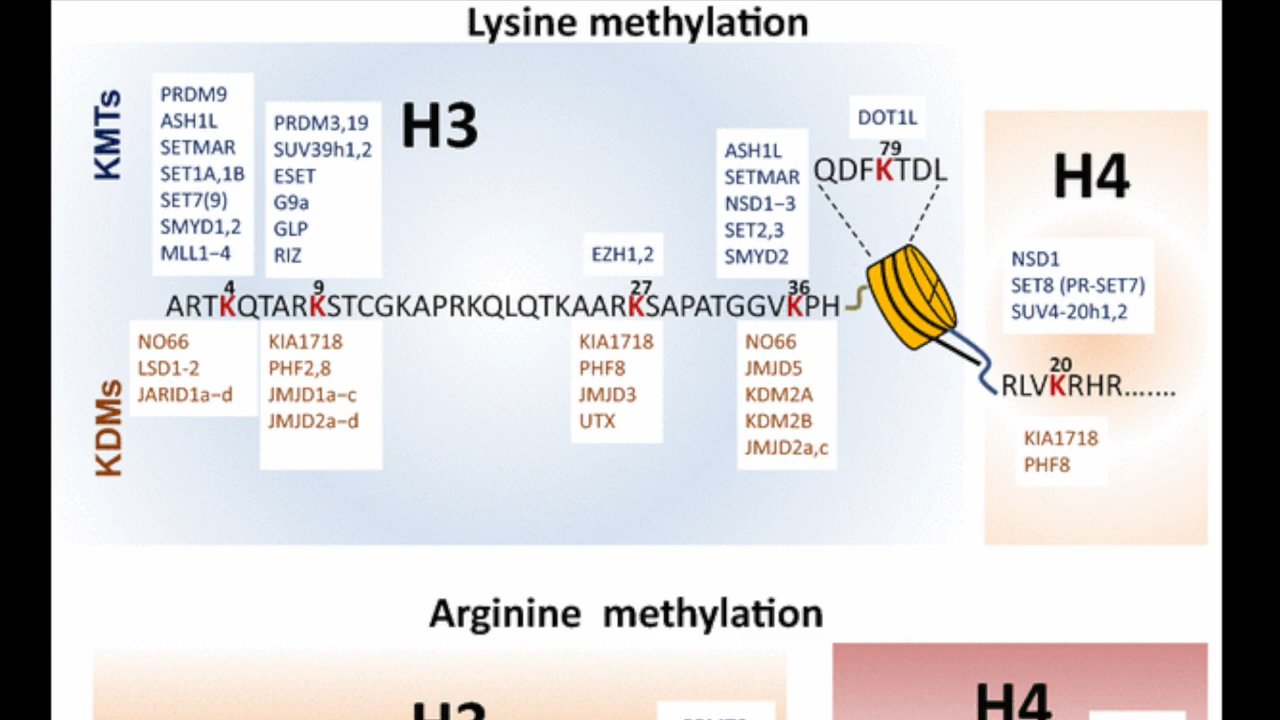 Lysine methylation
KMTs
PRDM9
ASH1L
SETMAR
SET1A,1B
SET7(9)
SMYD1,2
MLL1–4
PRDM3,19
SUV39h1,2
ESET
G9a
GLP
RIZ
H3
EZH1,2
ASH1L
SETMAR
NSD1–3
SET2,3
SMYD2
DOT1L
79
QDFKTDL
4 9 27 36
ARTKQTARKSTCGKAPRKQLQTKAARKSAPATGGVKPH
KDMs
NO66
LSD1-2
JARID1a–d
KIA1718
PHF2,8
JMJD1a–c
JMJD2a–d
KIA1718
PHF8
JMJD3
UTX
NO66
JMJD5
KDM2A
KDM2B
JMJD2a,c
H4
NSD1
SET8 (PR-SET7)
SUV4-20h1,2
20
RLVKRHR.......
KIA1718
PHF8
Arginine methylation
H3
H4